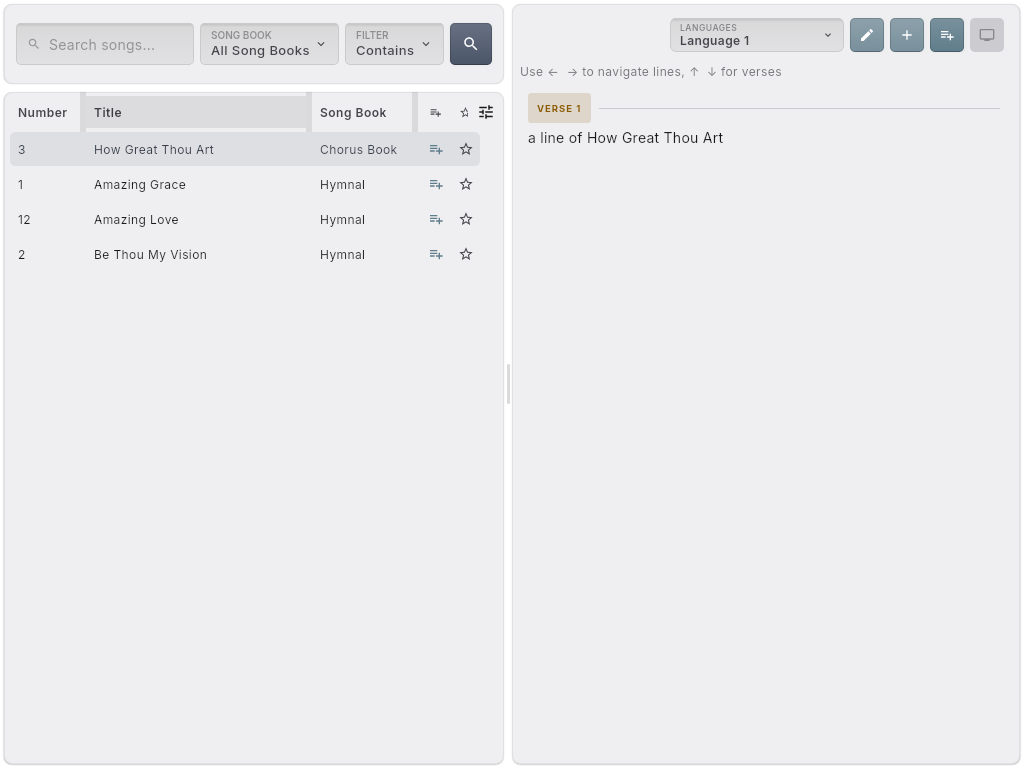 Search songs...
SONG BOOK
All Song Books
FILTER
Contains
Number Title Song Book
3 How Great Thou Art Chorus Book
1 Amazing Grace Hymnal
12 Amazing Love Hymnal
2 Be Thou My Vision Hymnal
LANGUAGES
Language 1
Use ← → to navigate lines, ↑ ↓ for verses
VERSE 1
a line of How Great Thou Art